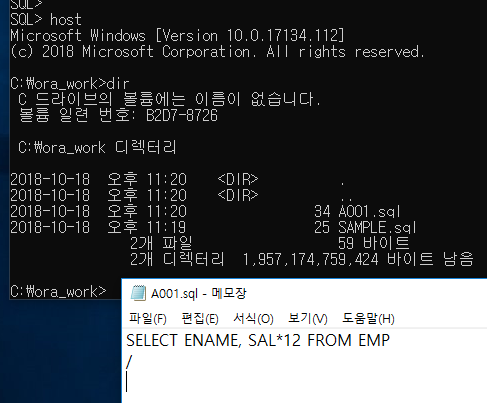 SQL>
SQL> host
Microsoft Windows [Version 10.0.17134.112]
(c) 2018 Microsoft Corporation. All rights reserved.
C:\ora_work>dir
C 드라이브의 볼륨에는 이름이 없습니다.
볼륨 일련 번호: B2D7-8726
C:\ora_work 디렉터리
2018-10-18 오후 11:20 <DIR> .
2018-10-18 오후 11:20 <DIR> ..
2018-10-18 오후 11:20 34 A001.sql
2018-10-18 오후 11:19 25 SAMPLE.sql
2개 파일 59 바이트
2개 디렉터리 1,957,174,759,424 바이트 남음
C:\ora_work>
A001.sql - 메모장
파일(F) 편집(E) 서식(O) 보기(V) 도움말(H)
SELECT ENAME, SAL*12 FROM EMP
/